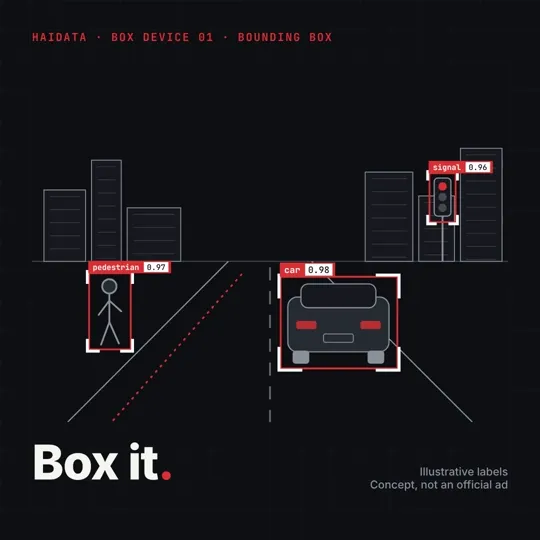 HAIDATA · BOX DEVICE 01 · BOUNDING BOX
signal 0.96
pedestrian 0.97
car 0.98
Box it.
Illustrative labels
Concept, not an official ad